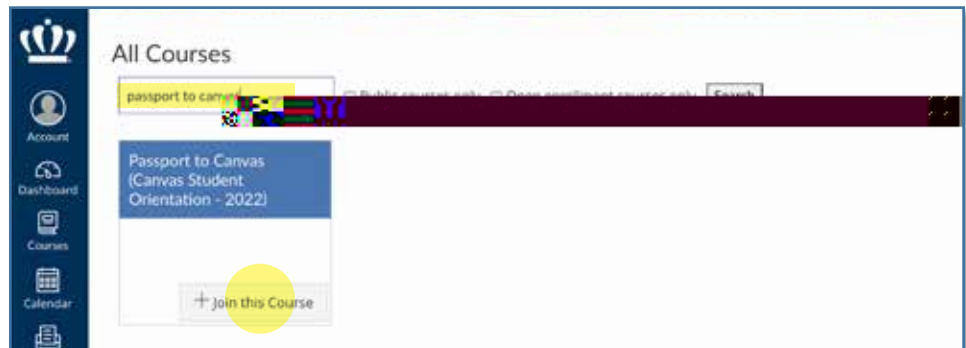 All Courses
passport to canvas
Public courses only Open enrollment courses only Search
Account
Passport to Canvas
(Canvas Student
Orientation - 2022)
Dashboard
Courses
Calendar
+ Join this Course